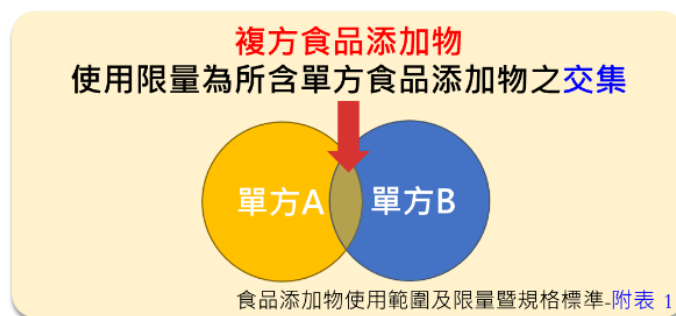 複方食品添加物
使用限量為所含單方食品添加物之交集
單方A
單方B
食品添加物使用範圍及限量暨規格標準-附表 1